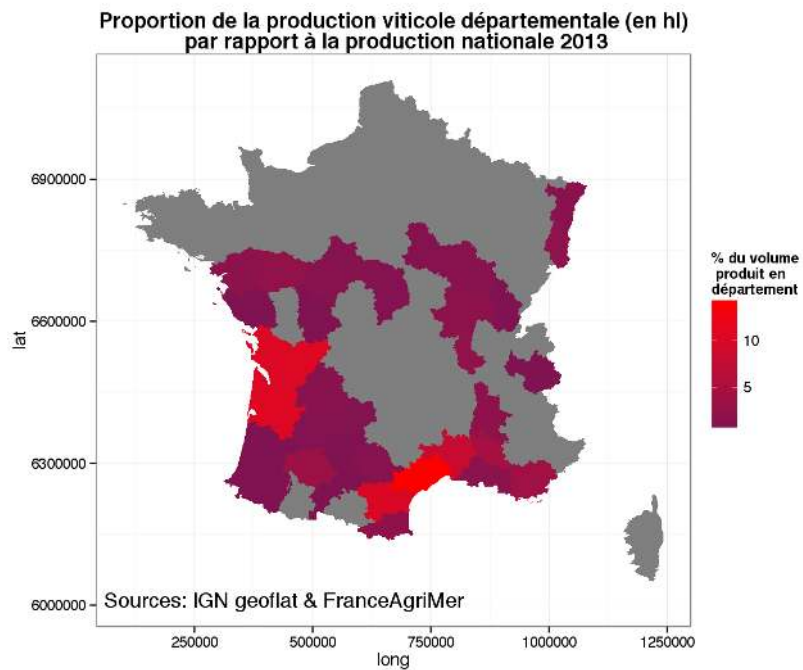 Proportion de la production viticole départementale (en hl)
par rapport à la production nationale 2013
6900000
6600000
6300000
6000000
lat
Sources: IGN geoflat & FranceAgriMer
250000 500000 750000 1000000 1250000
long
% du volume
produit en
département
10
5